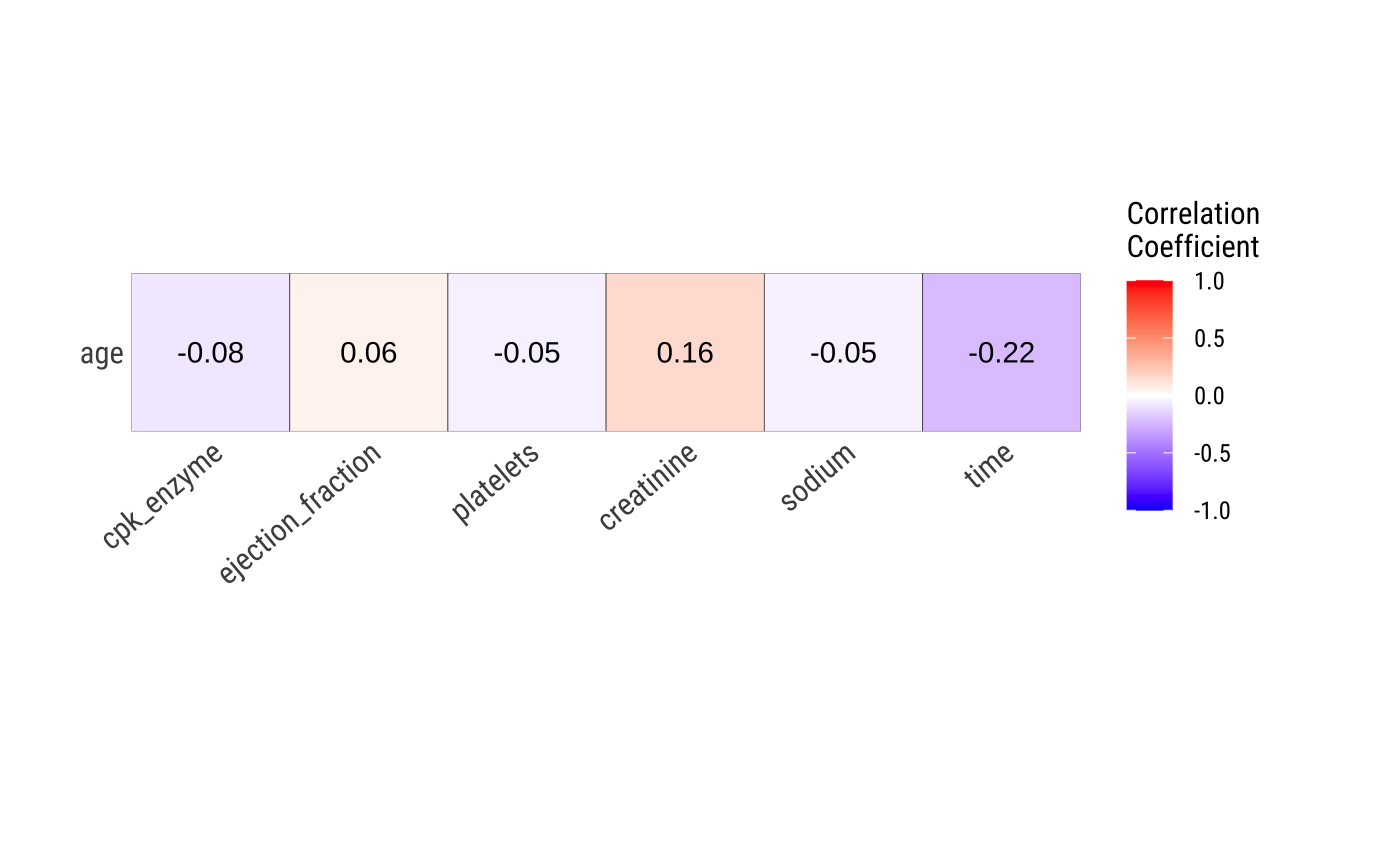 Correlation
Coefficient
1.0
0.5
0.0
-0.5
-1.0
age
-0.08
0.06
-0.05
0.16
-0.05
-0.22
cpk_enzyme
ejection_fraction
platelets
creatinine
sodium
time